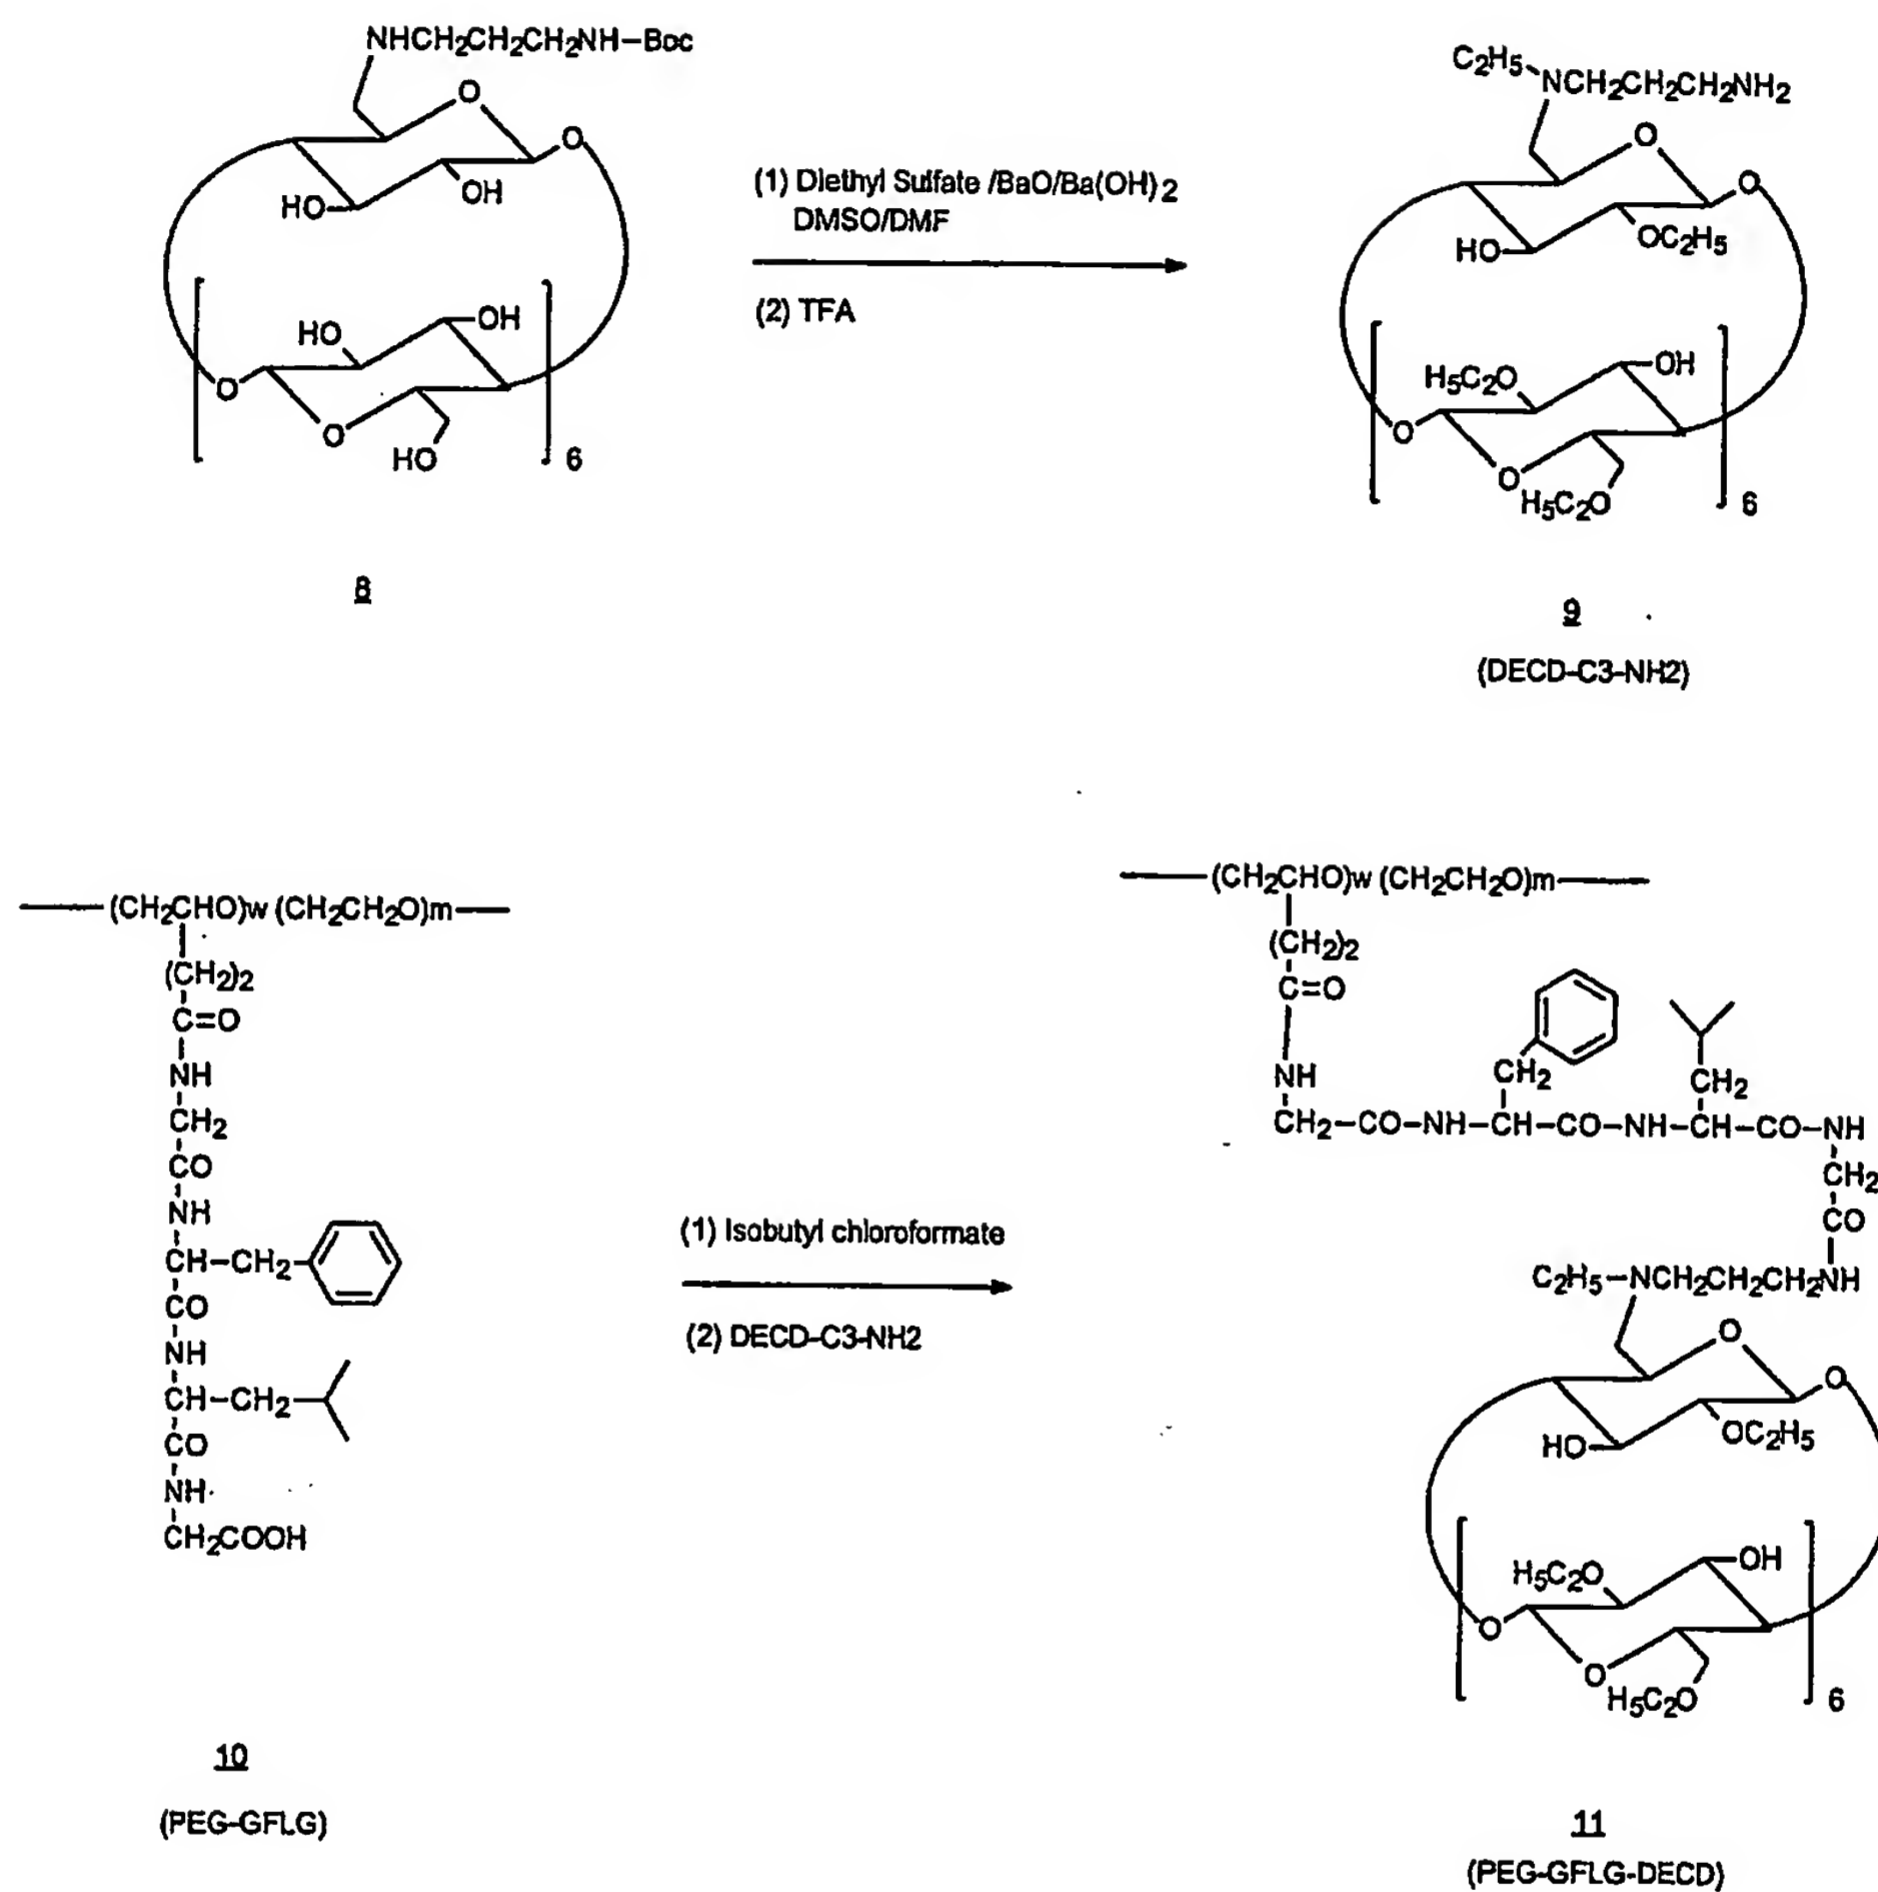 NHCH2CH2CH2NH–Boc
O
O
HO
OH
HO
OH
O
O
HO
6
8
(1) Diethyl Sulfate /BaO/Ba(OH)2
DMSO/DMF
(2) TFA
C2H5
NCH2CH2CH2NH2
O
O
HO
OC2H5
H5C2O
OH
O
O
H5C2O
6
9
(DECD-C3-NH2)
(CH2CHO)w (CH2CH2O)m
(CH2)2
C=O
NH
CH2
CO
NH
CH–CH2
CO
NH
CH–CH2
CO
NH
CH2COOH
10
(PEG-GFLG)
(1) Isobutyl chloroformate
(2) DECD-C3-NH2
(CH2CHO)w (CH2CH2O)m
(CH2)2
C=O
NH
CH2
CH2
CH2–CO–NH–CH–CO–NH–CH–CO–NH
CH2
CO
C2H5–NCH2CH2CH2NH
O
O
HO
OC2H5
H5C2O
OH
O
O
H5C2O
6
11
(PEG-GFLG-DECD)